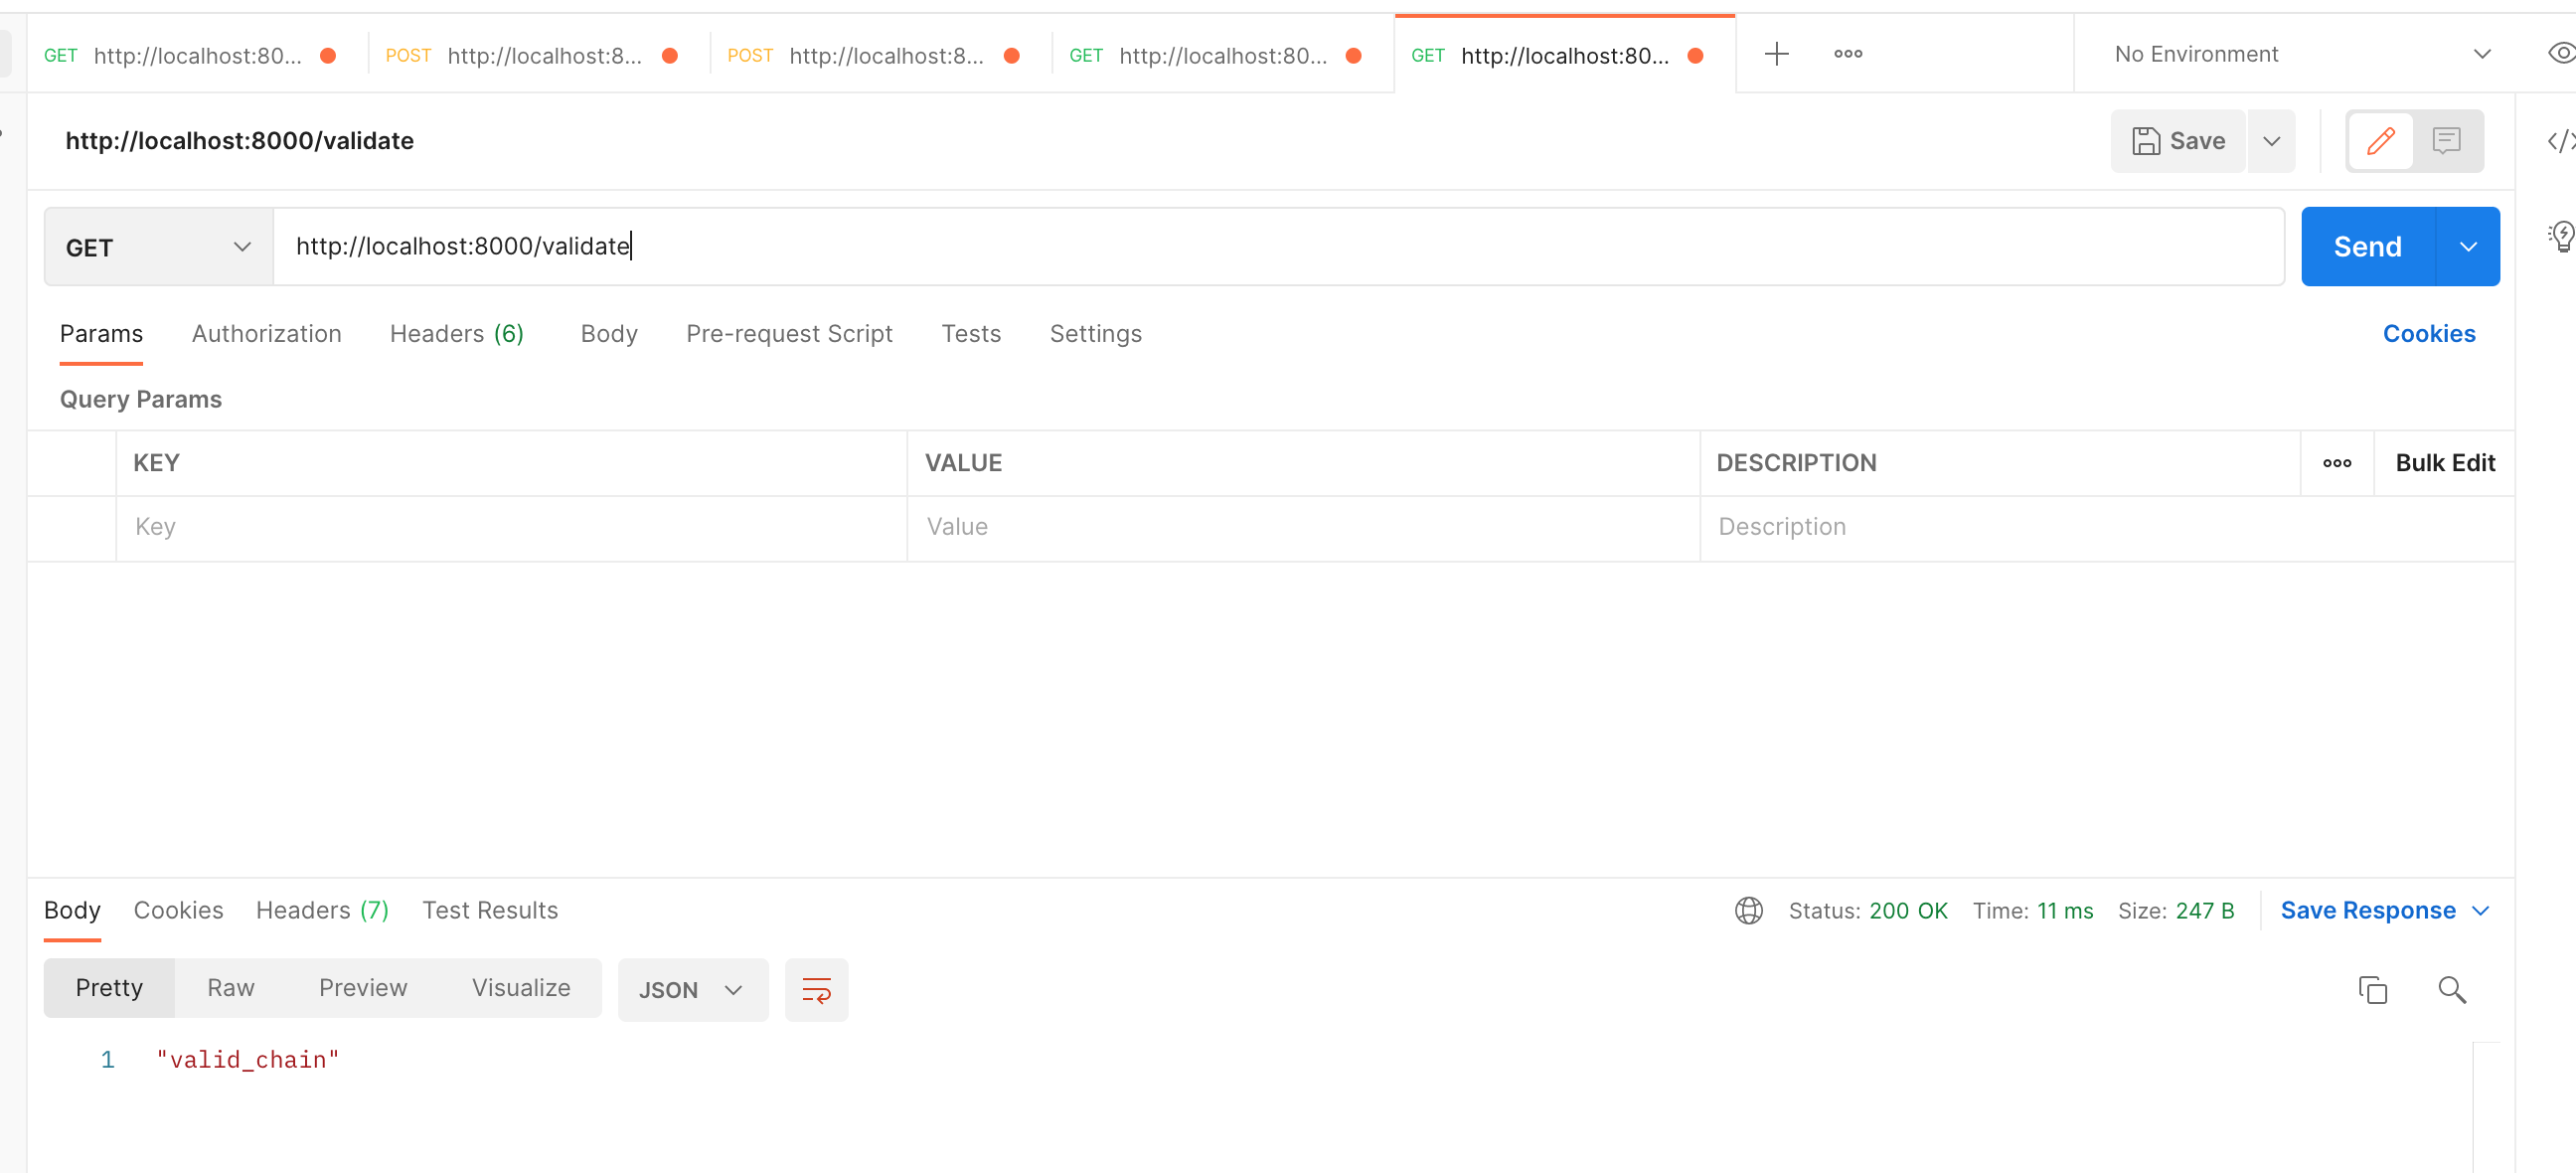 GET http://localhost:80... POST http://localhost:8... POST http://localhost:8... GET http://localhost:80... GET http://localhost:80... No Environment
http://localhost:8000/validate Save
GET http://localhost:8000/validate Send
Params Authorization Headers (6) Body Pre-request Script Tests Settings Cookies
Query Params
KEY VALUE DESCRIPTION Bulk Edit
Key Value Description
Body Cookies Headers (7) Test Results Status: 200 OK Time: 11 ms Size: 247 B Save Response
Pretty Raw Preview Visualize JSON
1 "valid_chain"